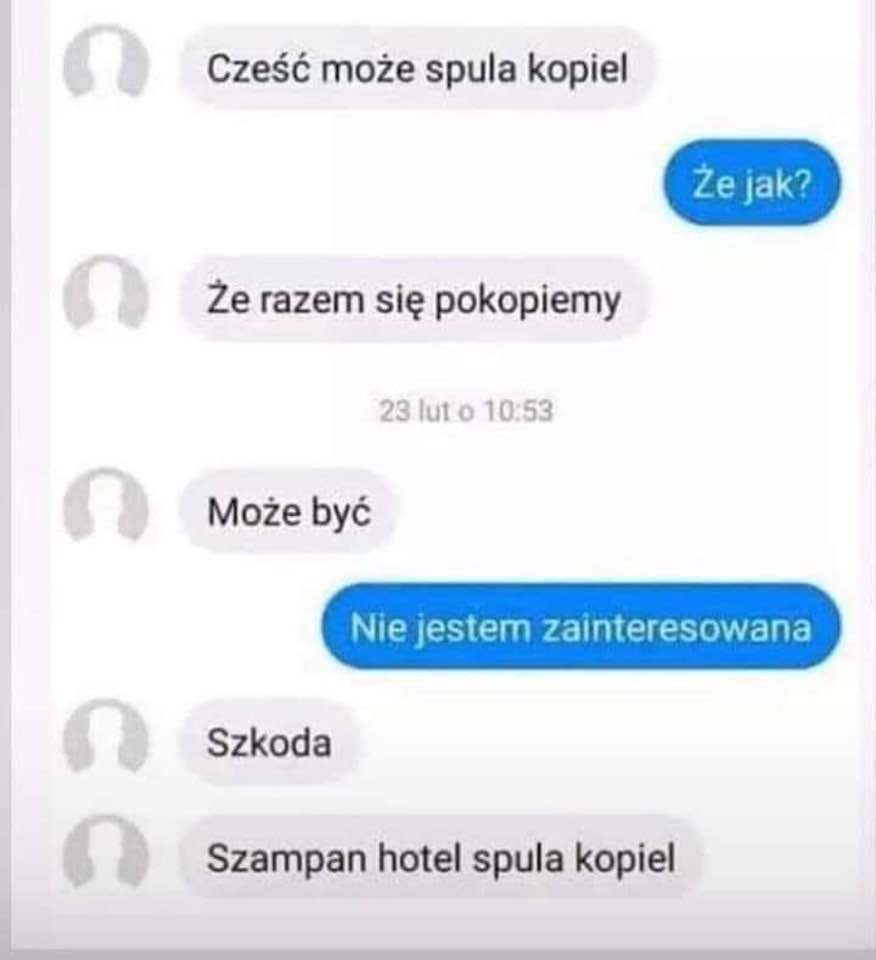 Cześć może spula kopiel
Że jak?
Że razem się pokopiemy
23 lut o 10:53
Może być
Nie jestem zainteresowana
Szkoda
Szampan hotel spula kopiel